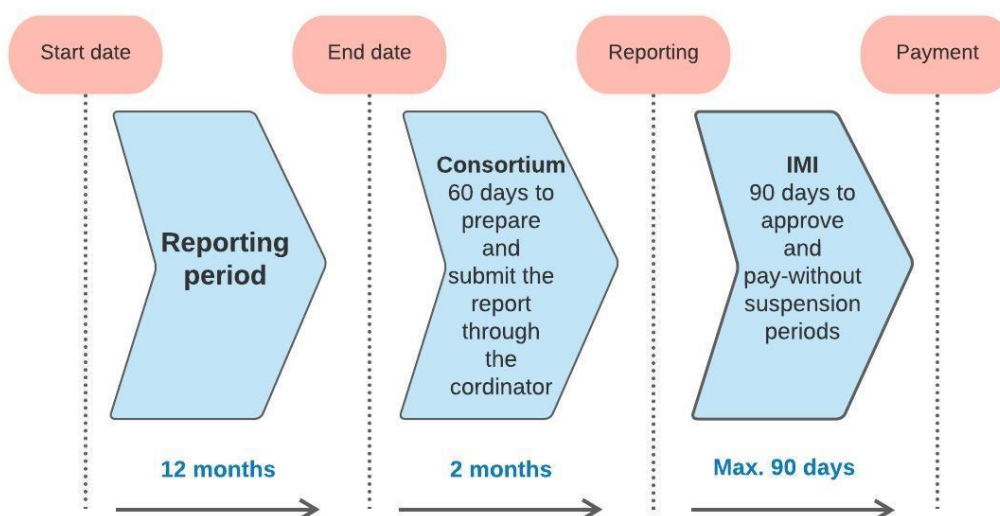 Start date
End date
Reporting
Payment
Reporting
period
Consortium
60 days to
prepare
and
submit the
report
through
the
cordinator
IMI
90 days to
approve
and
pay-without
suspension
periods
12 months
2 months
Max. 90 days